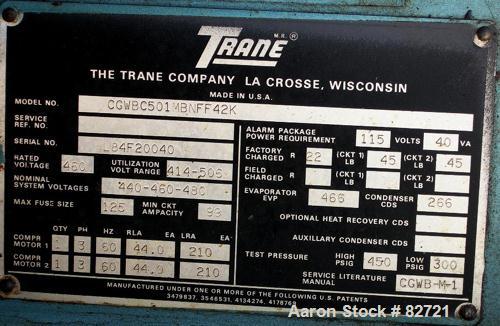 TRANE M.R. ®
THE TRANE COMPANY LA CROSSE, WISCONSIN
MADE IN U.S.A.
MODEL NO. CGWBC501MBNFF42K
SERVICE REF. NO.
SERIAL NO. L84F20040
RATED VOLTAGE 460 UTILIZATION VOLT RANGE 414-506
NOMINAL SYSTEM VOLTAGES 440-460-480
MAX FUSE SIZE 125 MIN CKT AMPACITY 99
QTY PH HZ RLA EA LRA EA
COMPR MOTOR 1 1 3 60 44.0 210
COMPR MOTOR 2 1 3 60 44.0 210
ALARM PACKAGE POWER REQUIREMENT 115 VOLTS 40 VA
FACTORY CHARGED R 22 (CKT 1) LB 45 (CKT 2) LB 45
FIELD CHARGED R (CKT 1) LB (CKT 2) LB
EVAPORATOR EVP 466 CONDENSER CDS 266
OPTIONAL HEAT RECOVERY CDS
AUXILLARY CONDENSER CDS
TEST PRESSURE HIGH PSIG 450 LOW PSIG 300
SERVICE LITERATURE MANUAL CGWB-M-1
MANUFACTURED UNDER ONE OR MORE OF THE FOLLOWING U.S. PATENTS
3479837, 3546531, 4134274, 4178769
Aaron Stock # 82721